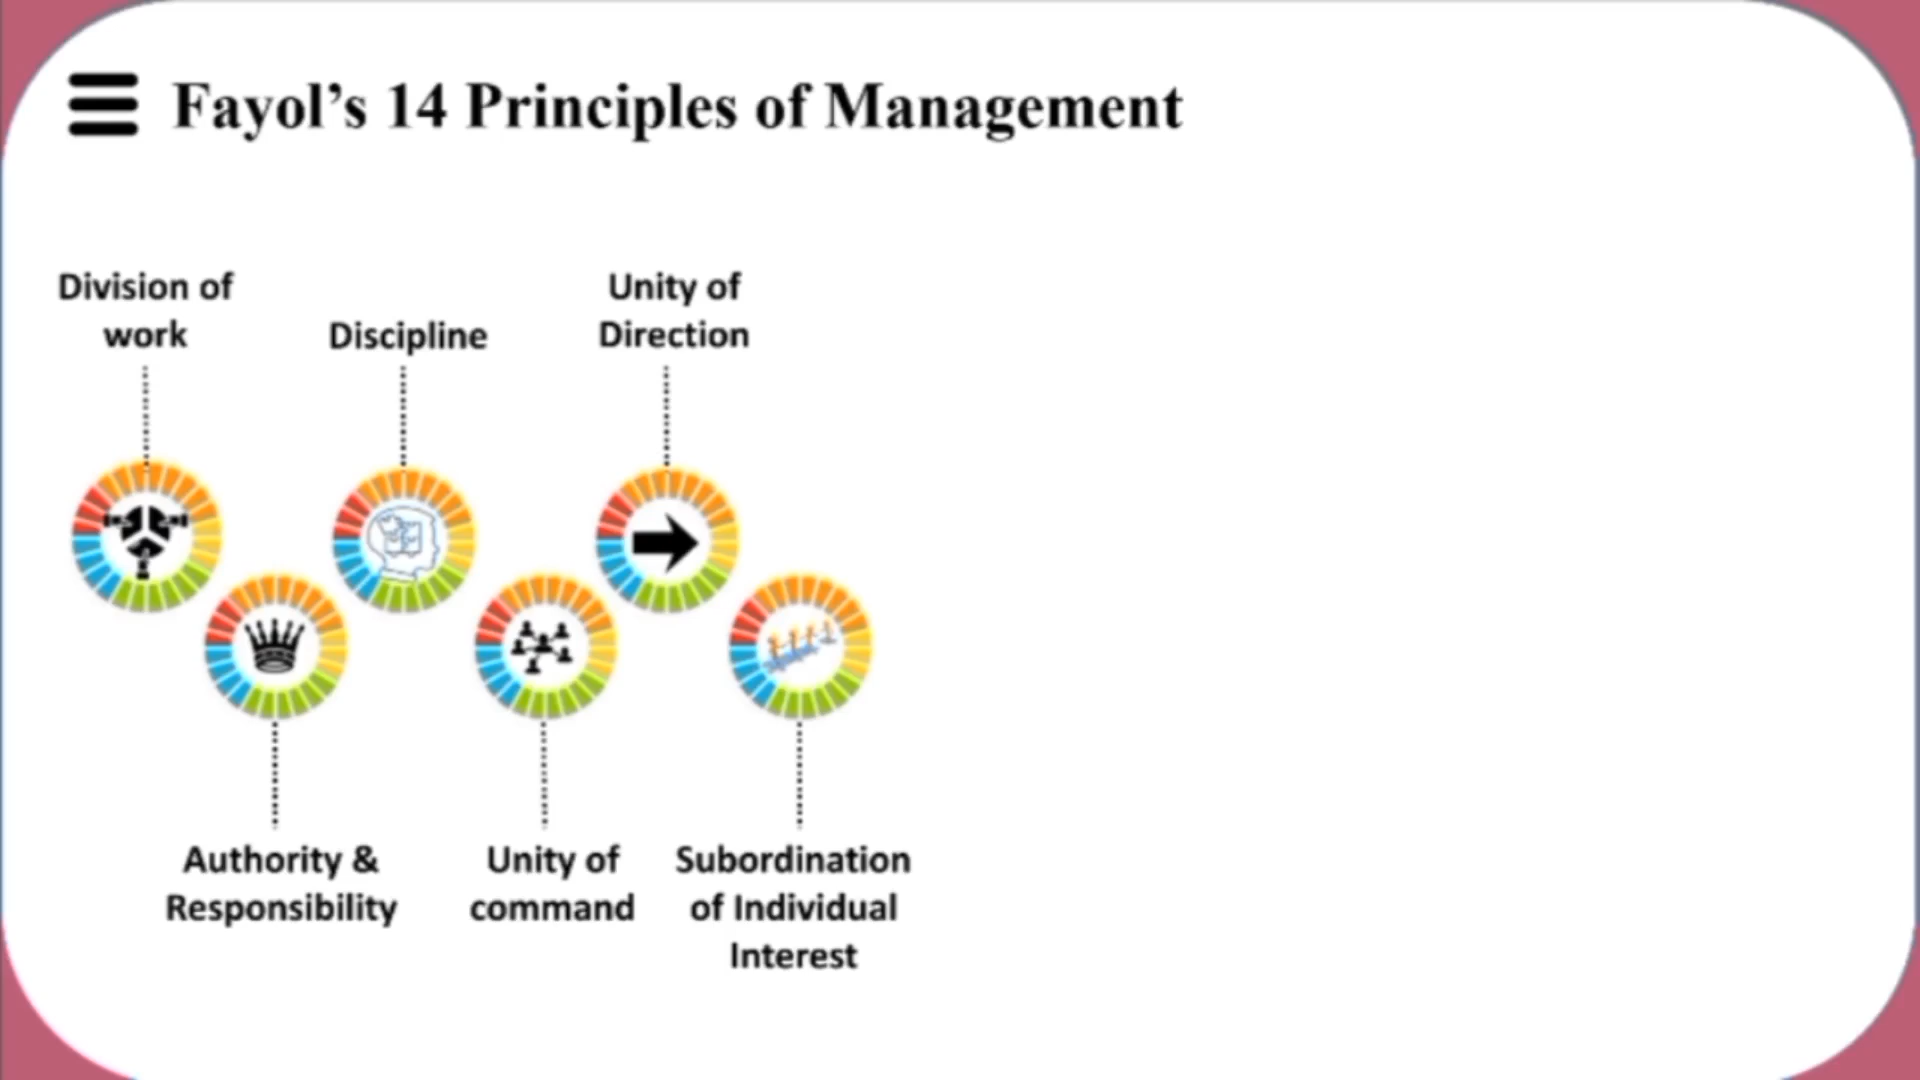 Fayol's 14 Principles of Management
Division of
work
Discipline
Unity of
Direction
Authority &
Responsibility
Unity of
command
Subordination
of Individual
Interest